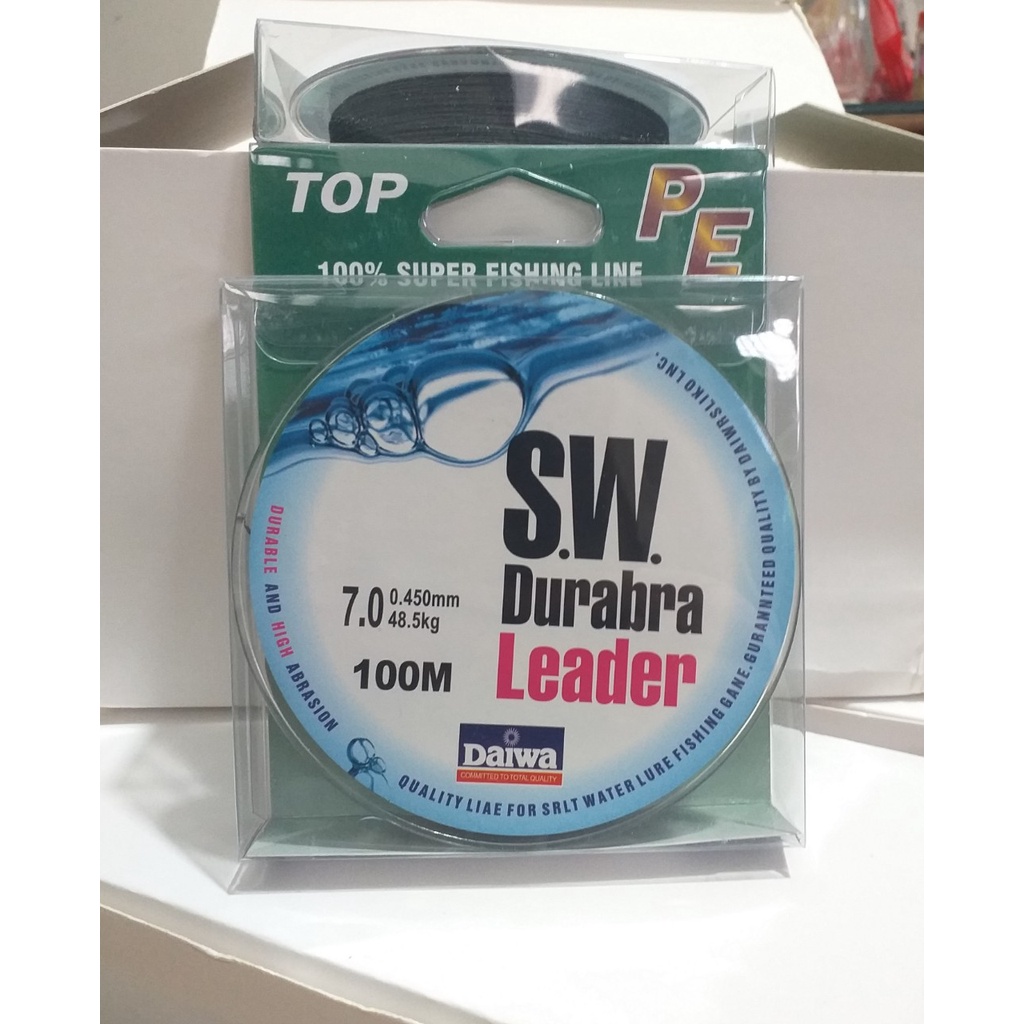 TOP
PE
100% SUPER FISHING LINE
S.W.
Durabra
Leader
7.0 0.450mm
48.5kg
100M
DAIWA
COMMITTED TO TOTAL QUALITY
DURABLE AND HIGH ABRASION
QUALITY LIAE FOR SRLT WATER LURE FISHING GANE. GURANNTEED QUALITY BY DAIWRSLIKO LNC.